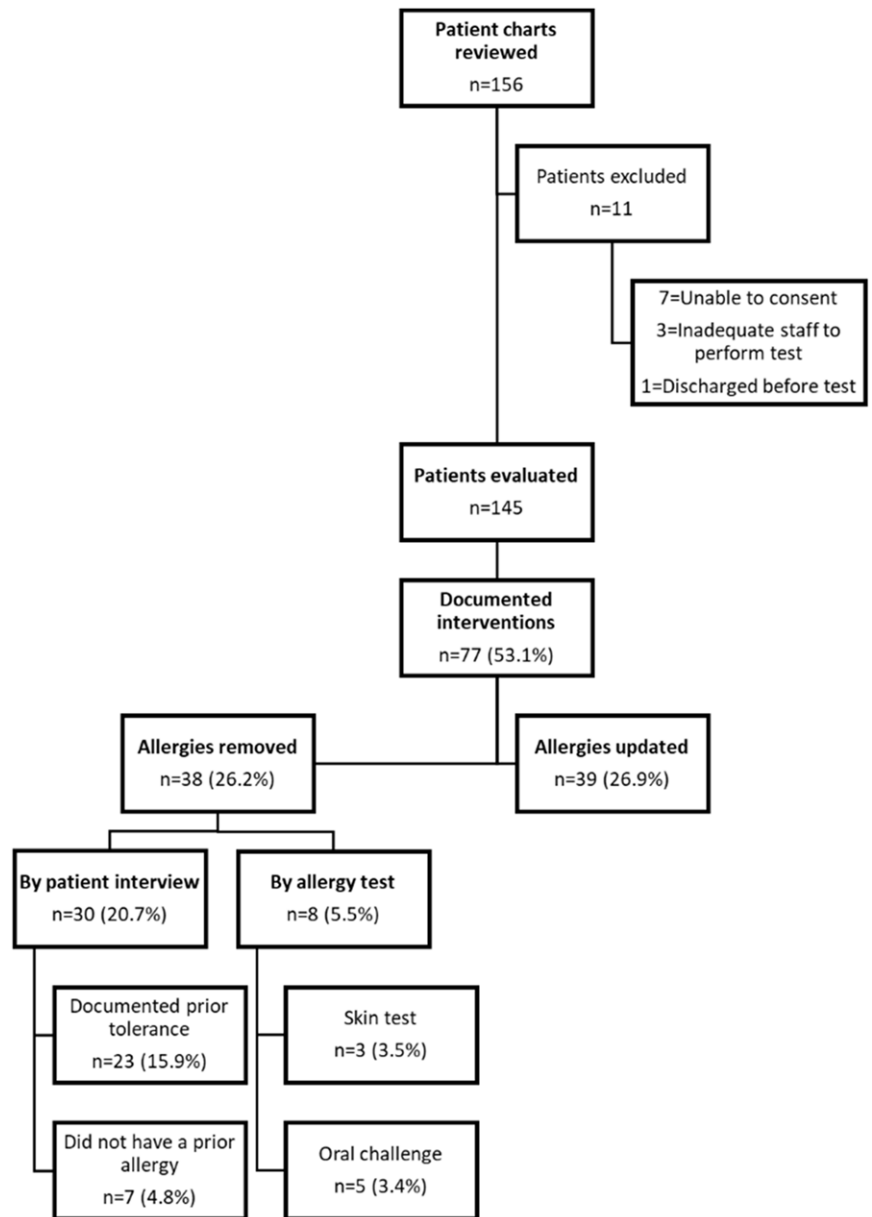 Patient charts
reviewed
n=156
Patients excluded
n=11
7=Unable to consent
3=Inadequate staff to
perform test
1=Discharged before test
Patients evaluated
n=145
Documented
interventions
n=77 (53.1%)
Allergies removed
n=38 (26.2%)
Allergies updated
n=39 (26.9%)
By patient interview
n=30 (20.7%)
By allergy test
n=8 (5.5%)
Documented prior
tolerance
n=23 (15.9%)
Skin test
n=3 (3.5%)
Did not have a prior
allergy
n=7 (4.8%)
Oral challenge
n=5 (3.4%)